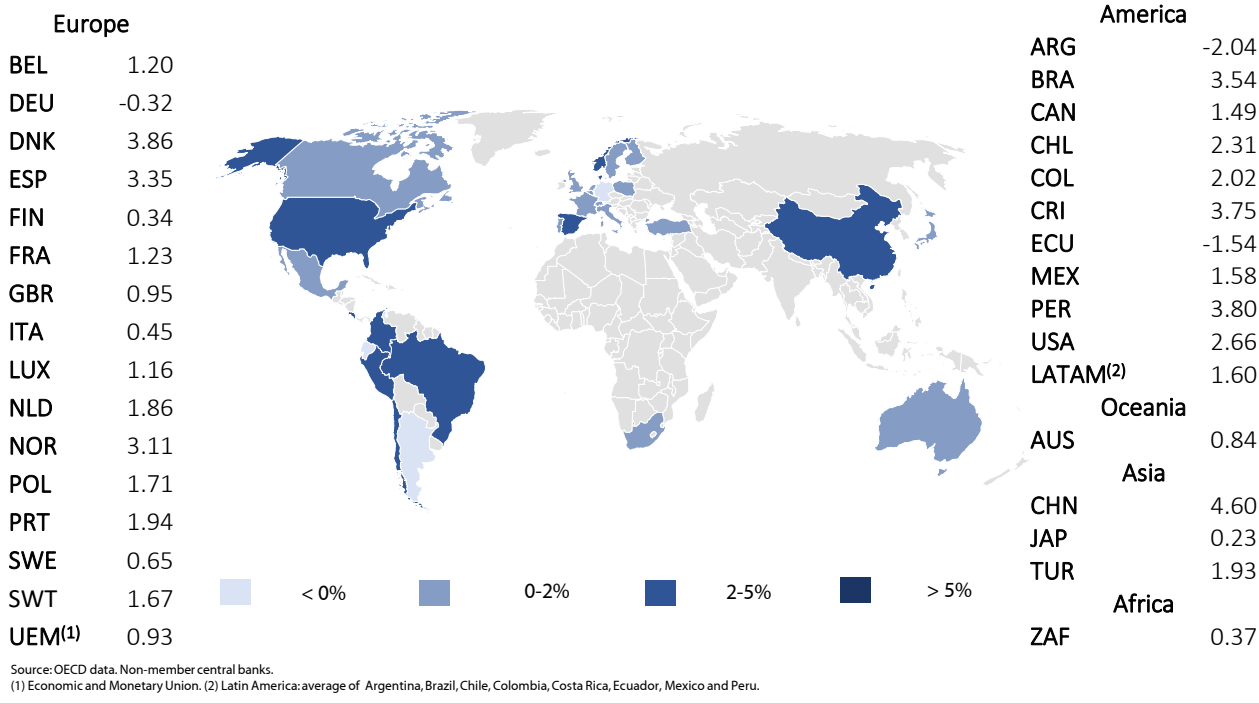 Europe
BEL 1.20
DEU -0.32
DNK 3.86
ESP 3.35
FIN 0.34
FRA 1.23
GBR 0.95
ITA 0.45
LUX 1.16
NLD 1.86
NOR 3.11
POL 1.71
PRT 1.94
SWE 0.65
SWT 1.67
UEM(1) 0.93
< 0%
0-2%
2-5%
> 5%
America
ARG -2.04
BRA 3.54
CAN 1.49
CHL 2.31
COL 2.02
CRI 3.75
ECU -1.54
MEX 1.58
PER 3.80
USA 2.66
LATAM(2) 1.60
Oceania
AUS 0.84
Asia
CHN 4.60
JAP 0.23
TUR 1.93
Africa
ZAF 0.37
Source: OECD data. Non-member central banks.
(1) Economic and Monetary Union. (2) Latin America: average of Argentina, Brazil, Chile, Colombia, Costa Rica, Ecuador, Mexico and Peru.